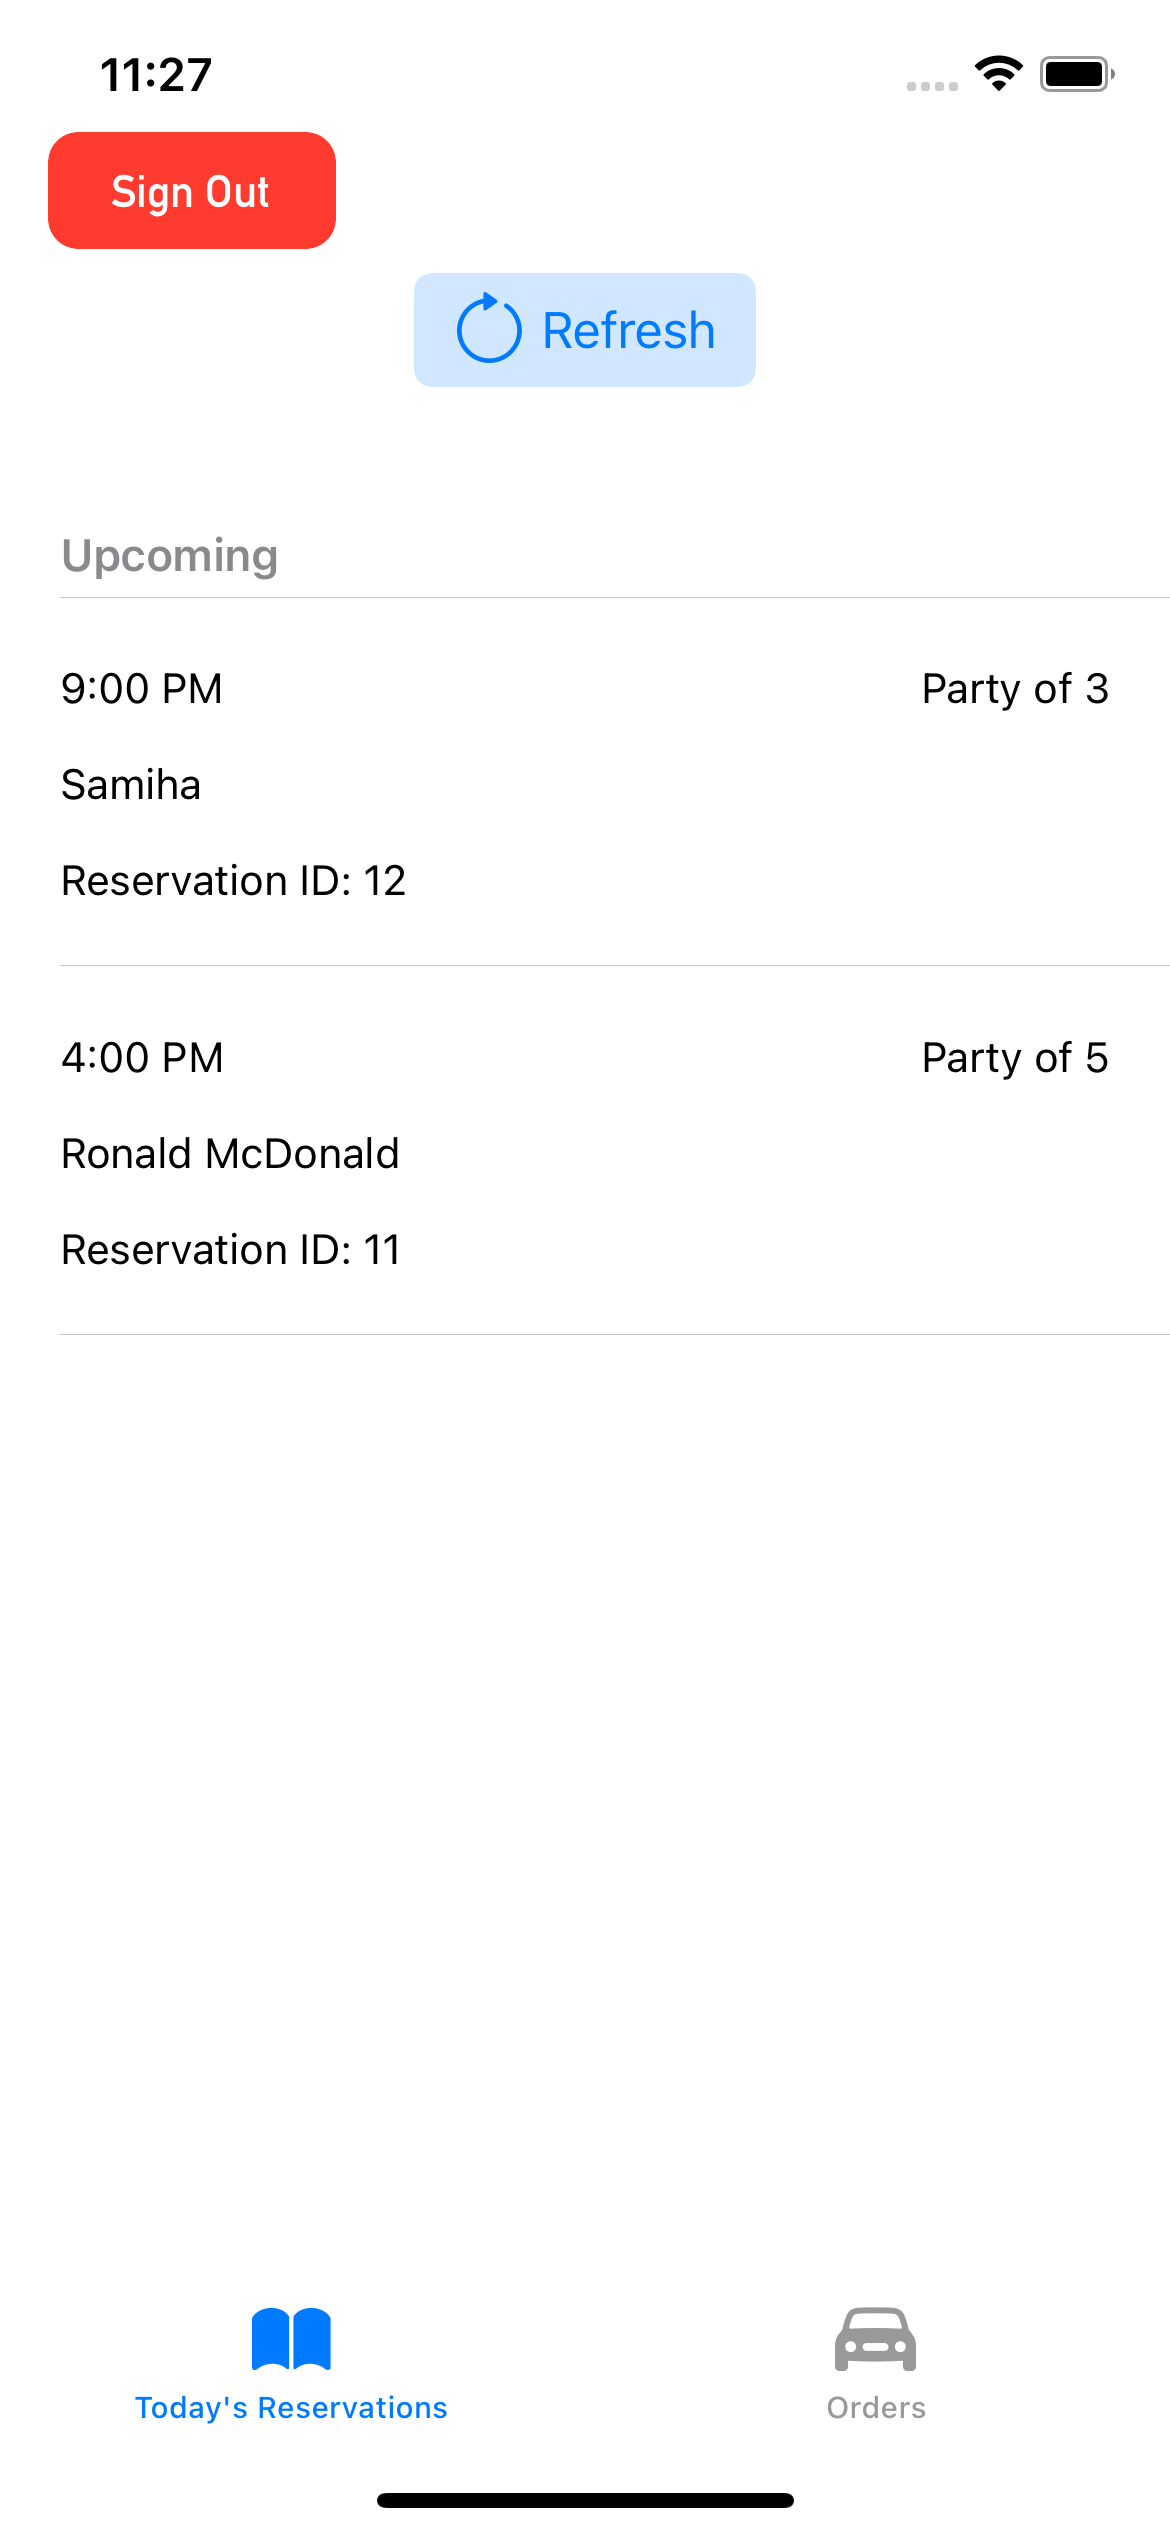 11:27
Sign Out
Refresh
Upcoming
9:00 PM Party of 3
Samiha
Reservation ID: 12
4:00 PM Party of 5
Ronald McDonald
Reservation ID: 11
Today's Reservations Orders